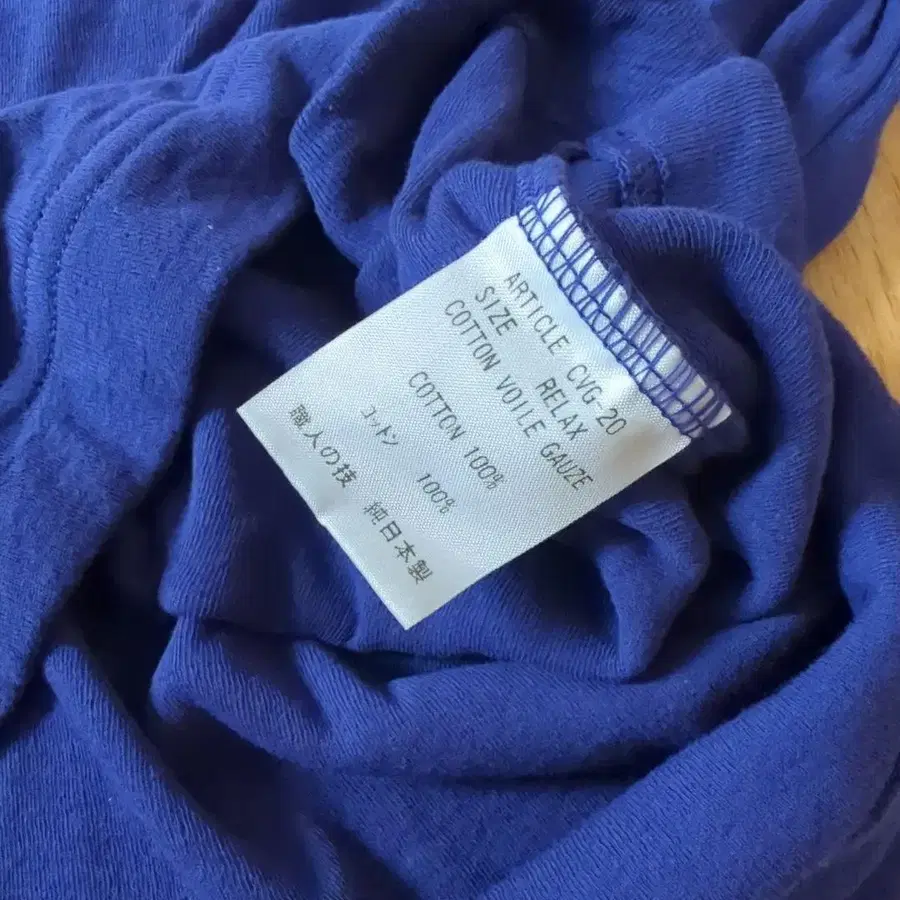 ARTICLE CVG-20
SIZE RELAX
COTTON VOILE GAUZE
COTTON 100%
コットン 100%
職人の技 純日本製